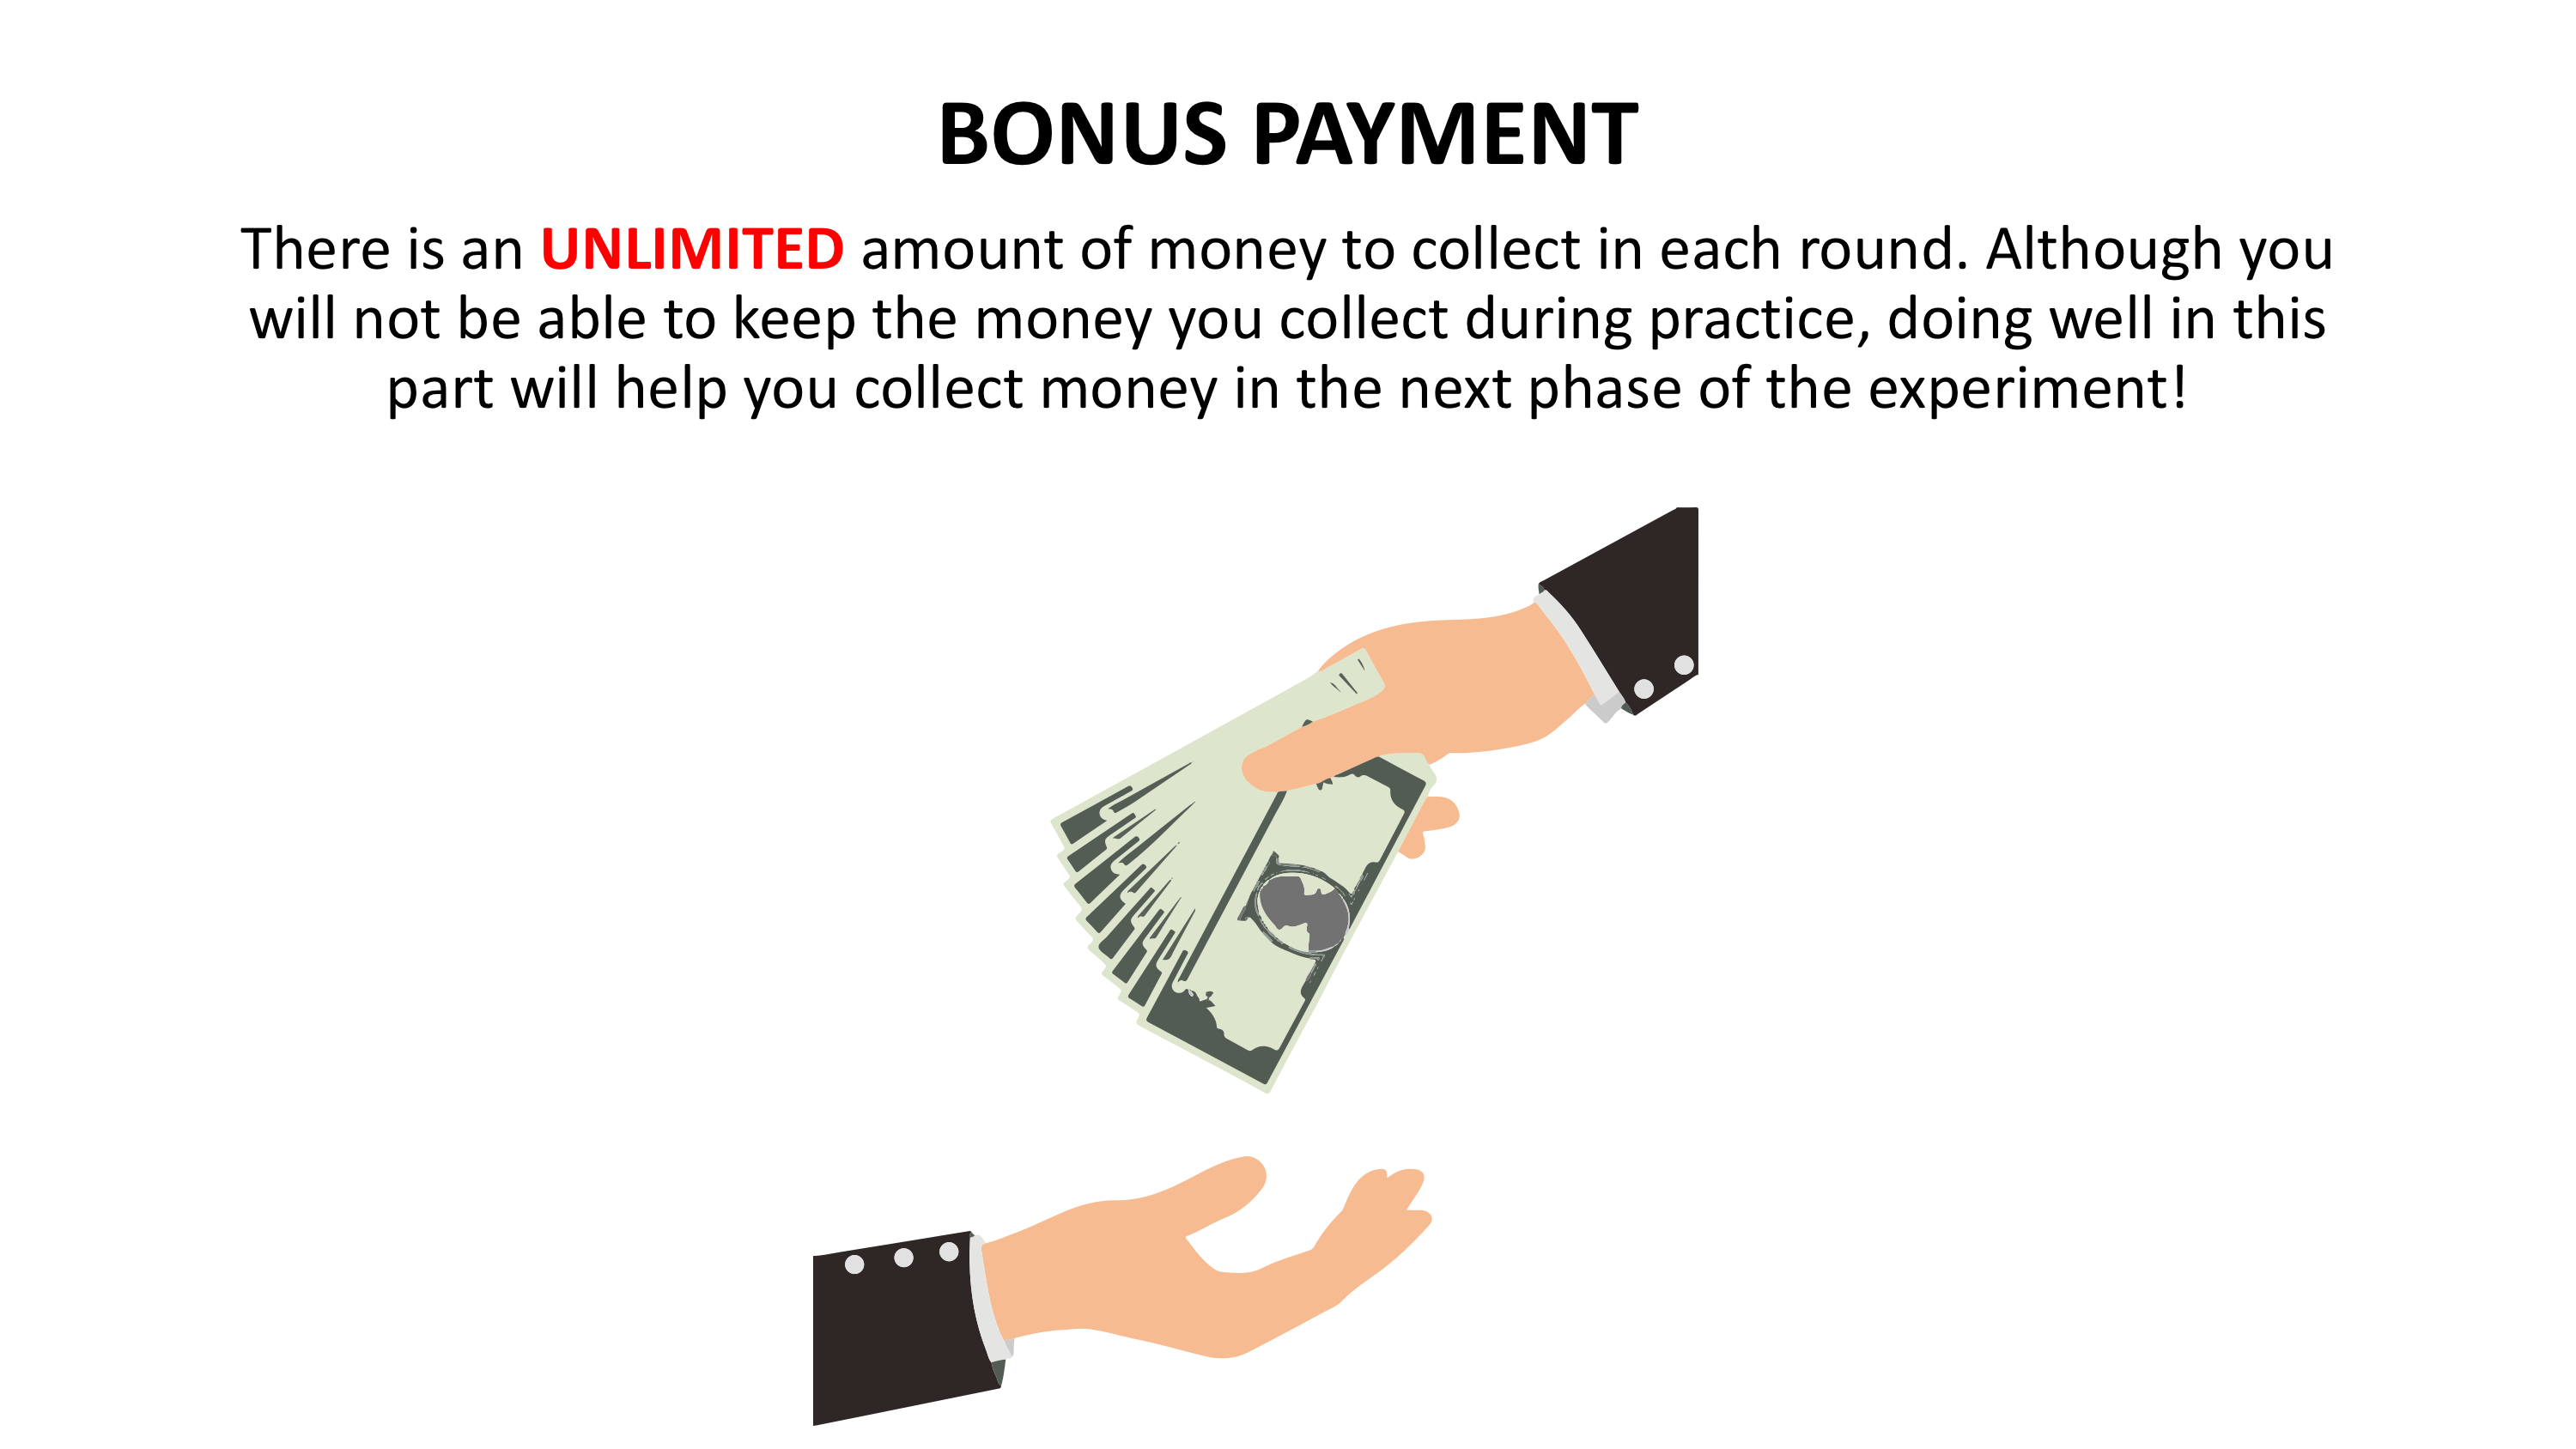 BONUS PAYMENT
There is an UNLIMITED amount of money to collect in each round. Although you
will not be able to keep the money you collect during practice, doing well in this
part will help you collect money in the next phase of the experiment!